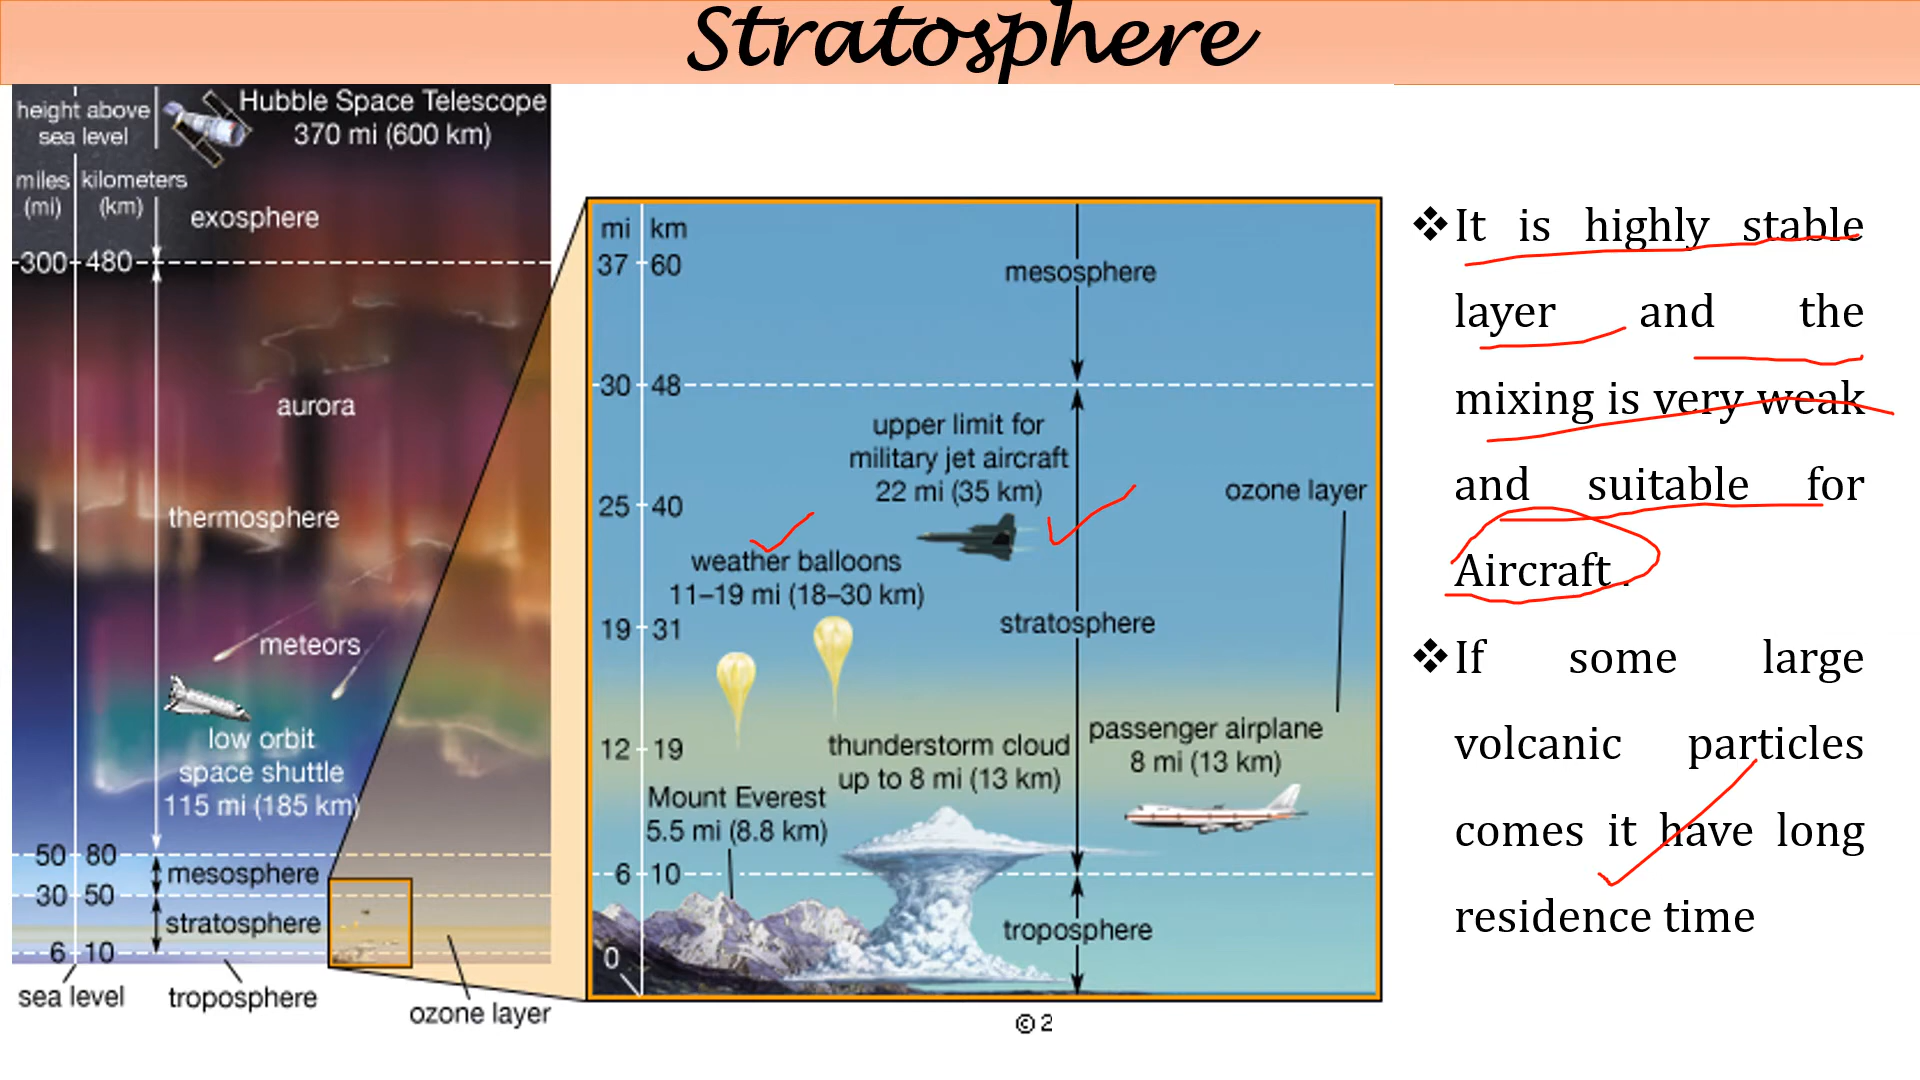 Stratosphere
height above
sea level
Hubble Space Telescope
370 mi (600 km)
miles
(mi)
kilometers
(km)
exosphere
300 480
aurora
thermosphere
meteors
low orbit
space shuttle
115 mi (185 km)
50 80
mesosphere
30 50
stratosphere
6 10
sea level
troposphere
ozone layer
mi km
37 60
mesosphere
30 48
upper limit for
military jet aircraft
22 mi (35 km)
ozone layer
25 40
weather balloons
11–19 mi (18–30 km)
19 31
stratosphere
12 19
thunderstorm cloud
up to 8 mi (13 km)
passenger airplane
8 mi (13 km)
Mount Everest
5.5 mi (8.8 km)
6 10
troposphere
0
© 2
❖It is highly stable
layer and the
mixing is very weak
and suitable for
Aircraft .
❖If some large
volcanic particles
comes it have long
residence time